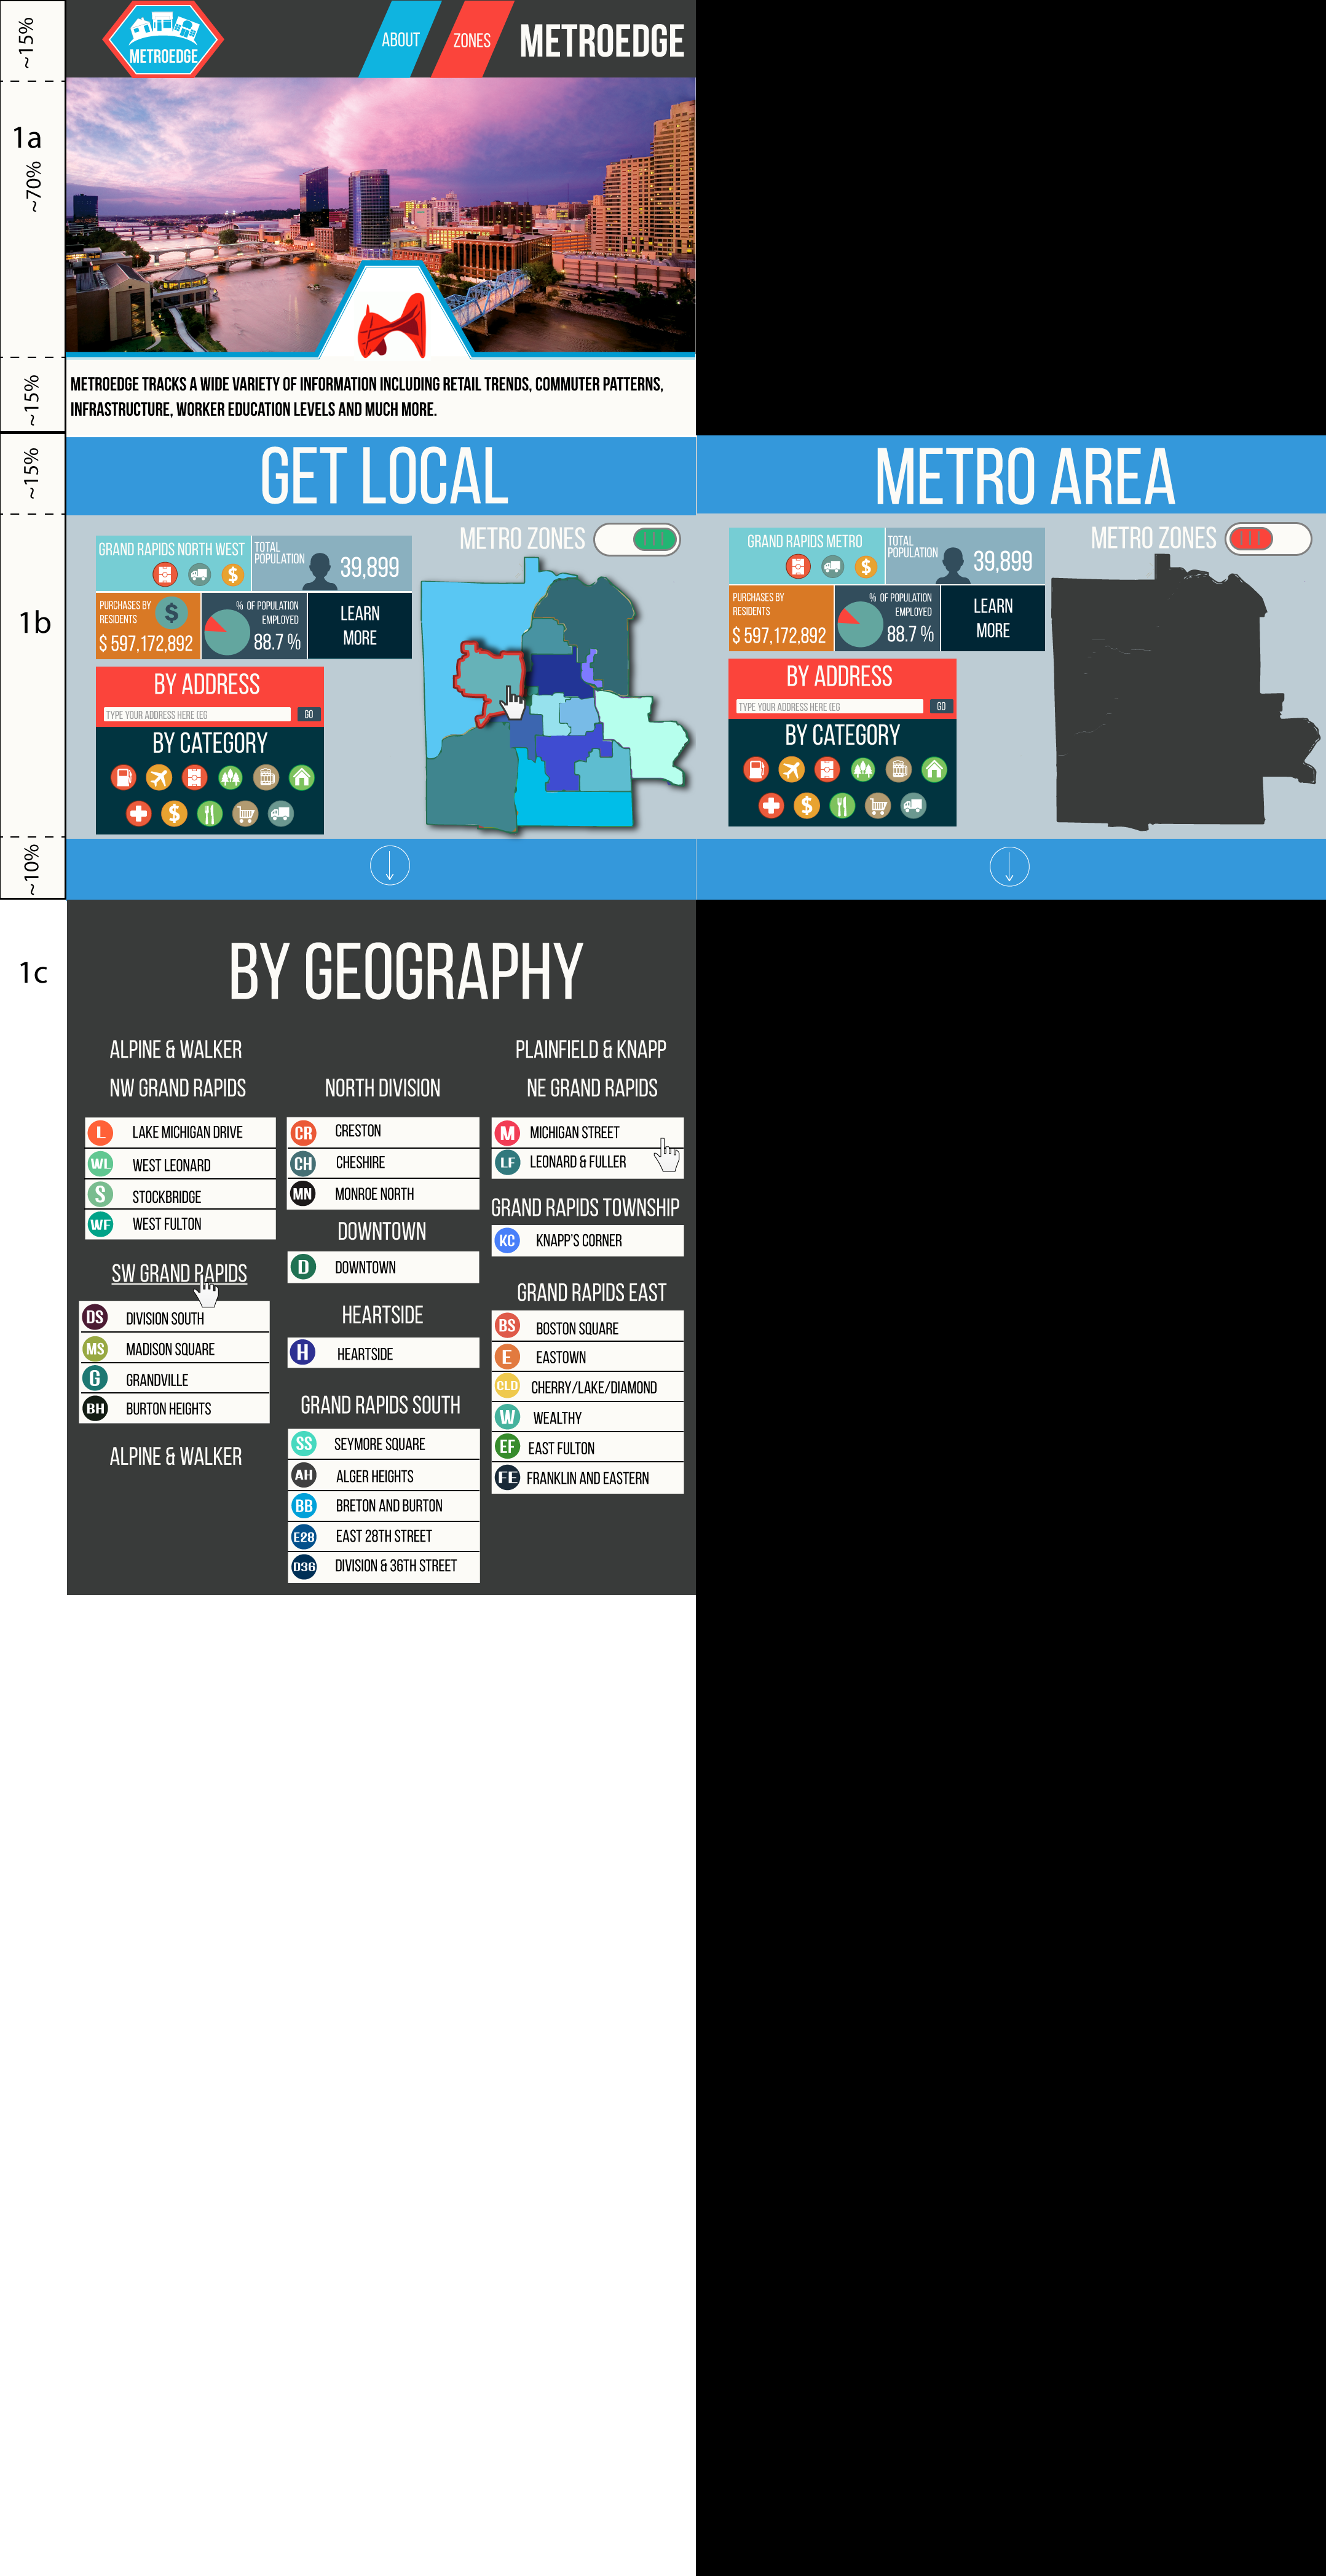 ~15%
METROEDGE
ABOUT
ZONES
METROEDGE
1a
~70%
~15%
METROEDGE TRACKS A WIDE VARIETY OF INFORMATION INCLUDING RETAIL TRENDS, COMMUTER PATTERNS,
INFRASTRUCTURE, WORKER EDUCATION LEVELS AND MUCH MORE.
~15%
GET LOCAL
1b
METRO ZONES
GRAND RAPIDS NORTH WEST
TOTAL
POPULATION
39,899
$
PURCHASES BY
RESIDENTS
$
$ 597,172,892
% OF POPULATION
EMPLOYED
88.7 %
LEARN
MORE
BY ADDRESS
TYPE YOUR ADDRESS HERE (EG
GO
BY CATEGORY
$
~10%
METRO AREA
METRO ZONES
GRAND RAPIDS METRO
TOTAL
POPULATION
39,899
$
PURCHASES BY
RESIDENTS
$ 597,172,892
% OF POPULATION
EMPLOYED
88.7 %
LEARN
MORE
BY ADDRESS
TYPE YOUR ADDRESS HERE (EG
GO
BY CATEGORY
$
1c
BY GEOGRAPHY
ALPINE & WALKER
NW GRAND RAPIDS
L LAKE MICHIGAN DRIVE
WL WEST LEONARD
S STOCKBRIDGE
WF WEST FULTON
SW GRAND RAPIDS
DS DIVISION SOUTH
MS MADISON SQUARE
G GRANDVILLE
BH BURTON HEIGHTS
ALPINE & WALKER
NORTH DIVISION
CR CRESTON
CH CHESHIRE
MN MONROE NORTH
DOWNTOWN
D DOWNTOWN
HEARTSIDE
H HEARTSIDE
GRAND RAPIDS SOUTH
SS SEYMORE SQUARE
AH ALGER HEIGHTS
BB BRETON AND BURTON
E28 EAST 28TH STREET
D36 DIVISION & 36TH STREET
PLAINFIELD & KNAPP
NE GRAND RAPIDS
M MICHIGAN STREET
LF LEONARD & FULLER
GRAND RAPIDS TOWNSHIP
KC KNAPP'S CORNER
GRAND RAPIDS EAST
BS BOSTON SQUARE
E EASTOWN
CLD CHERRY/LAKE/DIAMOND
W WEALTHY
EF EAST FULTON
FE FRANKLIN AND EASTERN